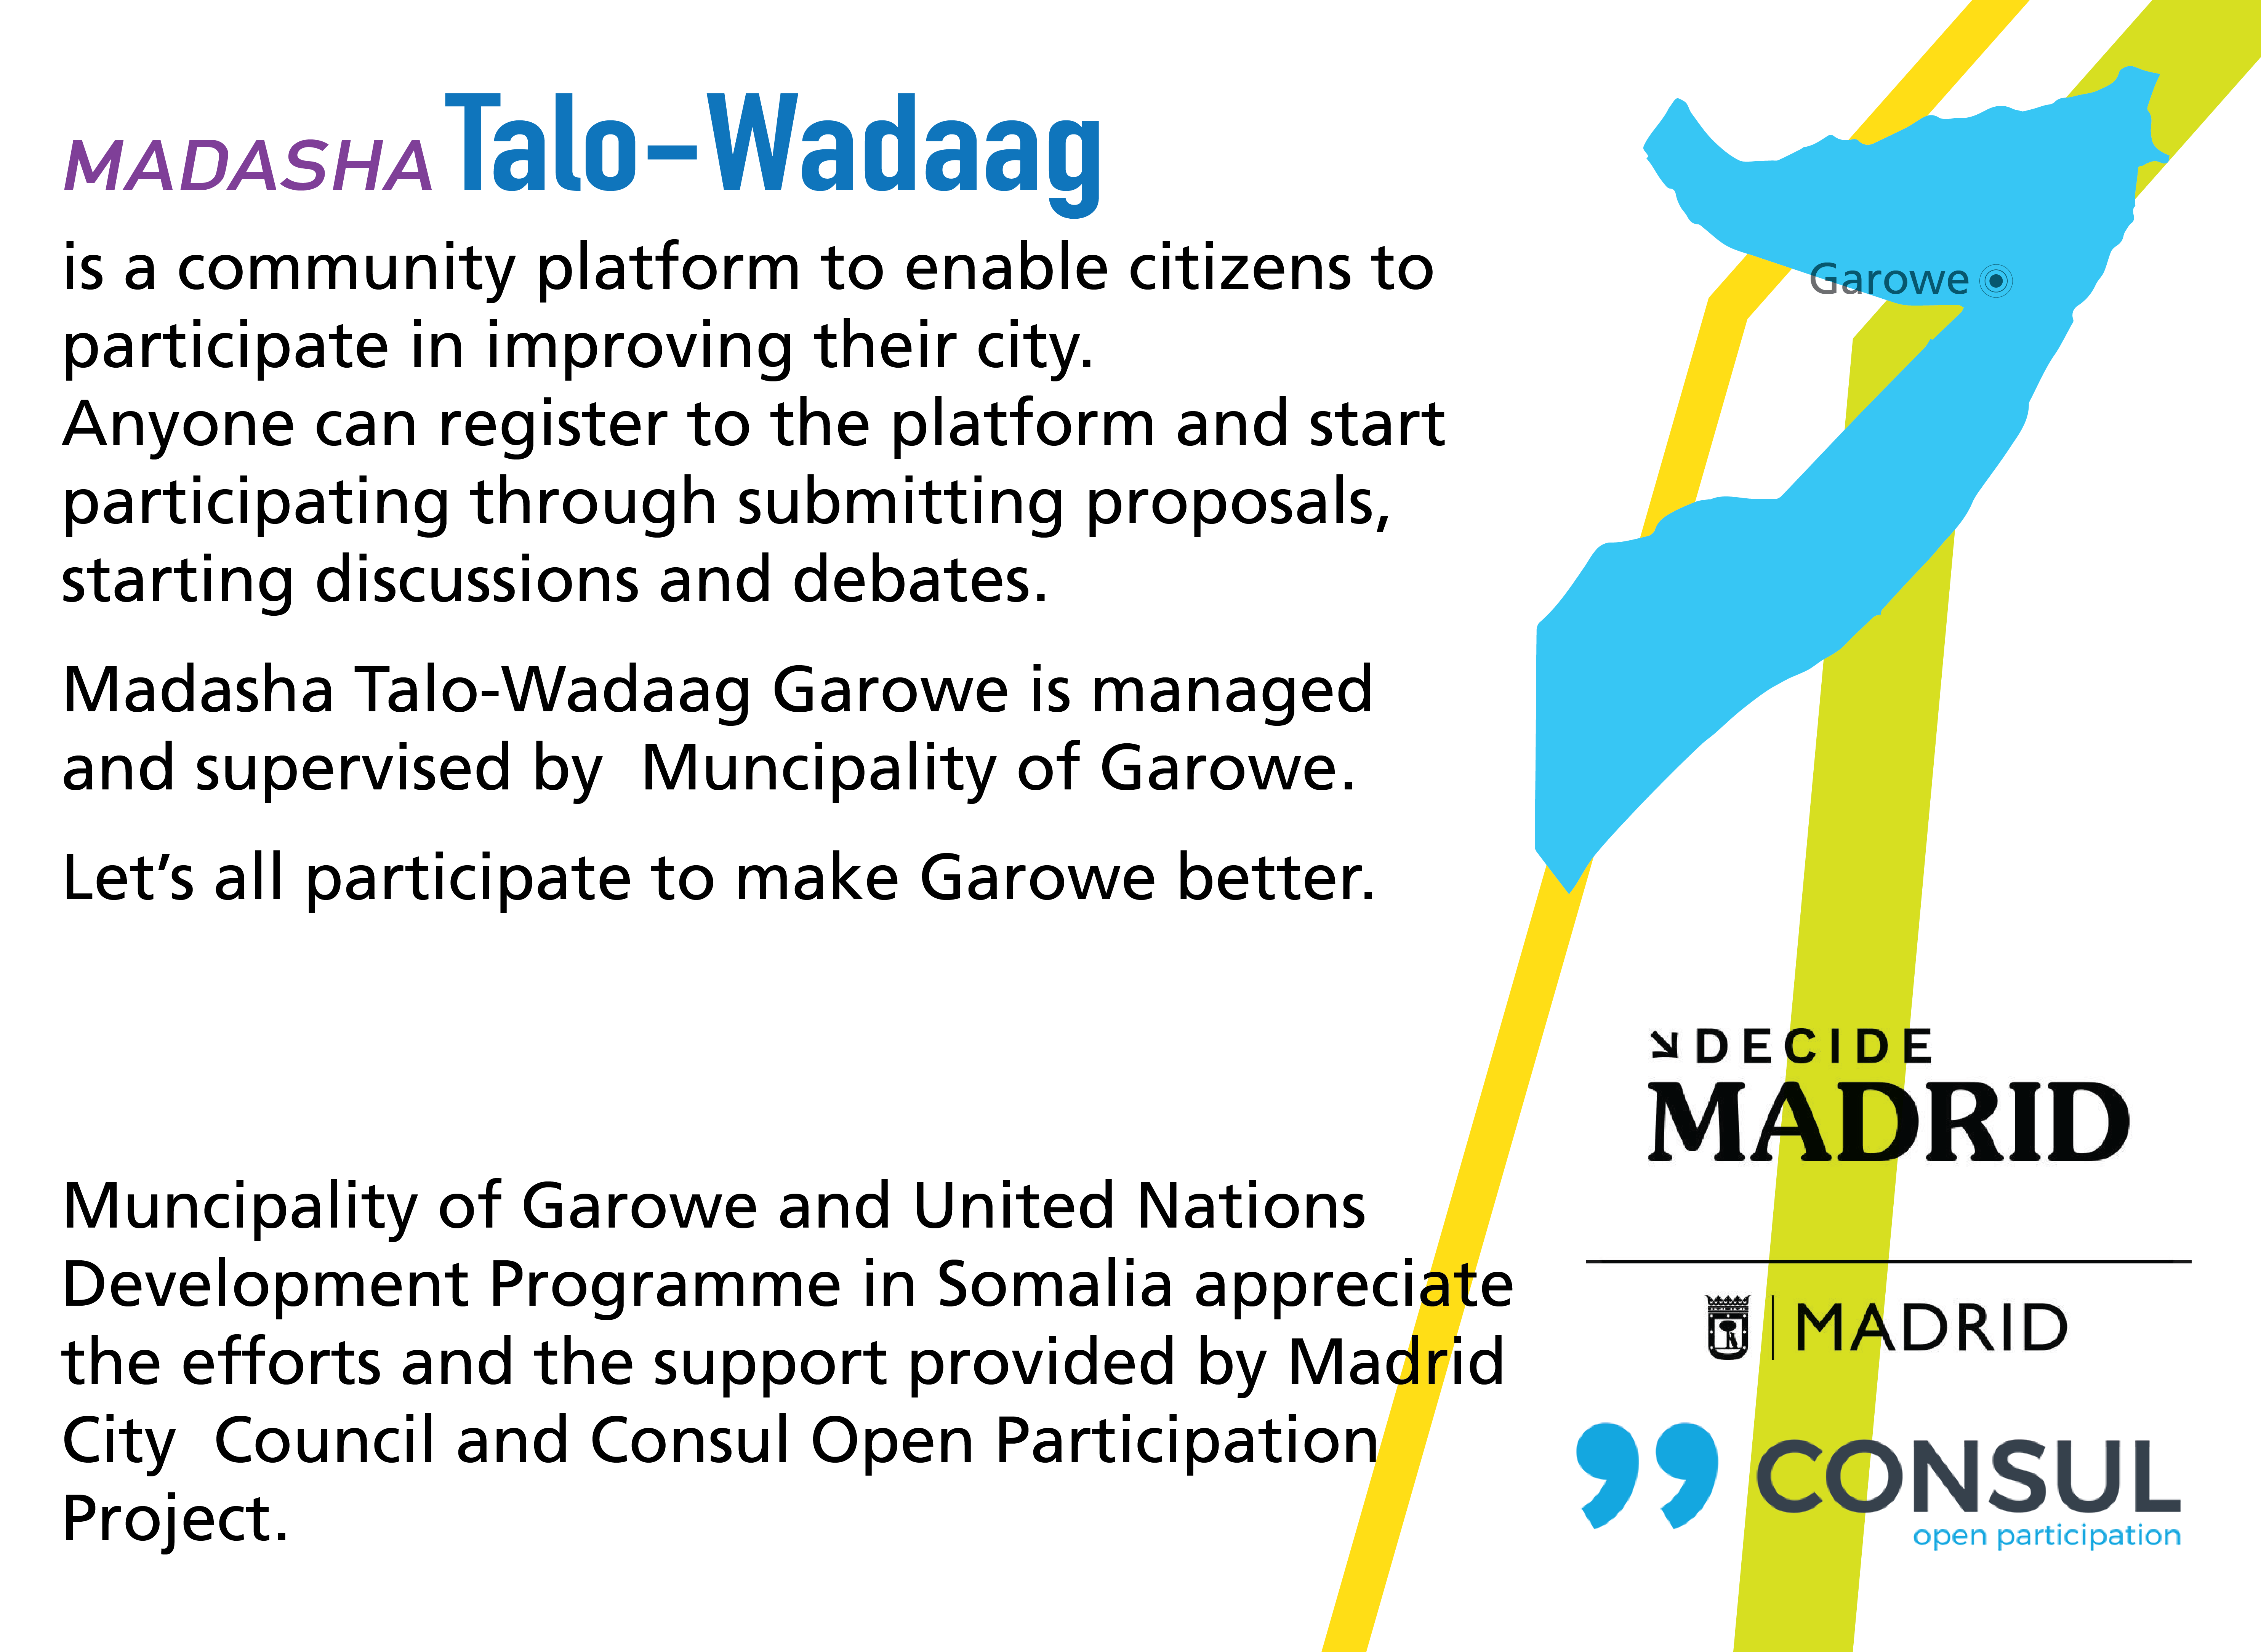 MADASHA Talo-Wadaag
is a community platform to enable citizens to
participate in improving their city.
Anyone can register to the platform and start
participating through submitting proposals,
starting discussions and debates.
Madasha Talo-Wadaag Garowe is managed
and supervised by  Muncipality of Garowe.
Let’s all participate to make Garowe better.
Muncipality of Garowe and United Nations
Development Programme in Somalia appreciate
the efforts and the support provided by Madrid
City  Council and Consul Open Participation
Project.
Garowe
DECIDE
MADRID
MADRID
CONSUL
open participation